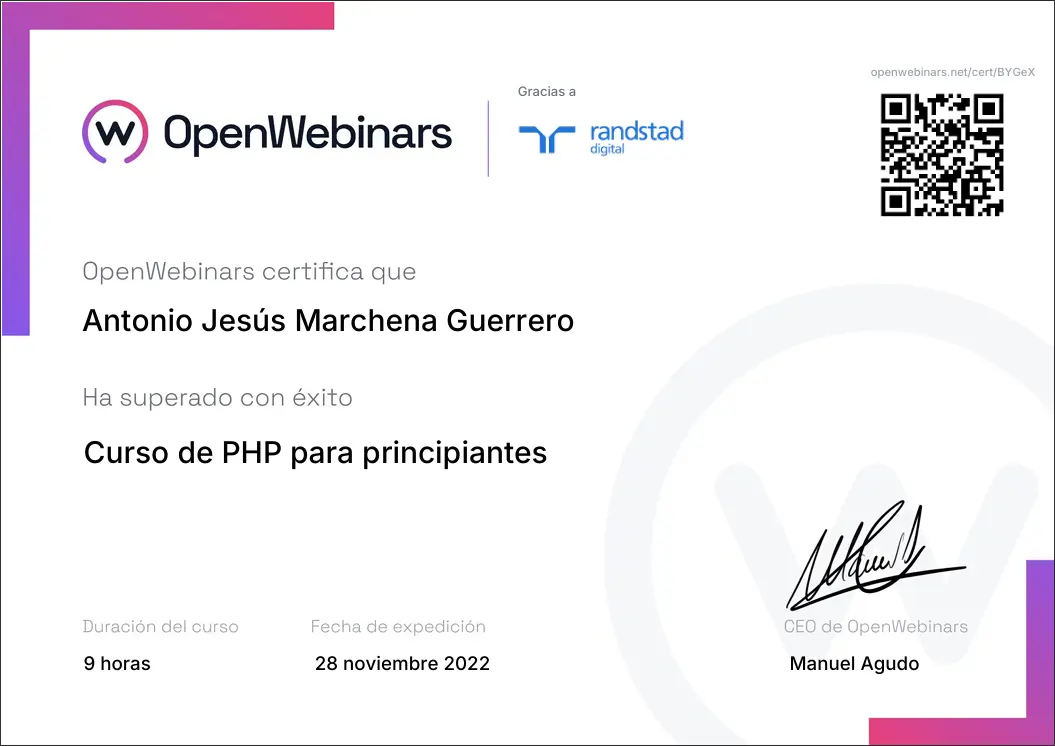 openwebinars.net/cert/BYGeX
Gracias a
OpenWebinars
randstad
digital
OpenWebinars certifica que
Antonio Jesús Marchena Guerrero
Ha superado con éxito
Curso de PHP para principiantes
Duración del curso
Fecha de expedición
CEO de OpenWebinars
9 horas
28 noviembre 2022
Manuel Agudo